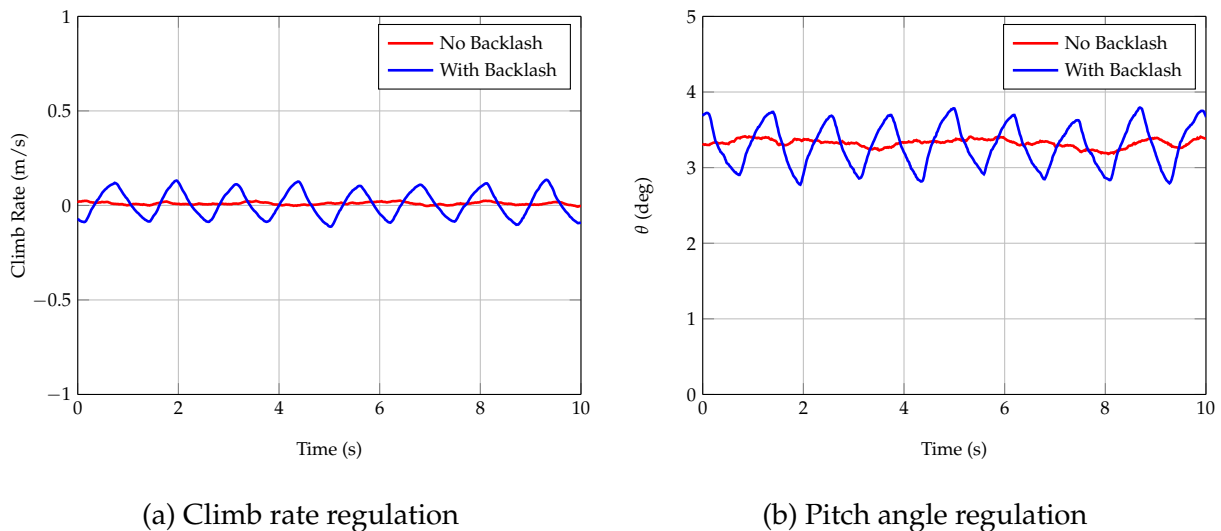 1
0.5
0
−0.5
−1
Climb Rate (m/s)
No Backlash
With Backlash
0 2 4 6 8 10
Time (s)
(a) Climb rate regulation
5
4
3
2
1
0
θ (deg)
No Backlash
With Backlash
0 2 4 6 8 10
Time (s)
(b) Pitch angle regulation